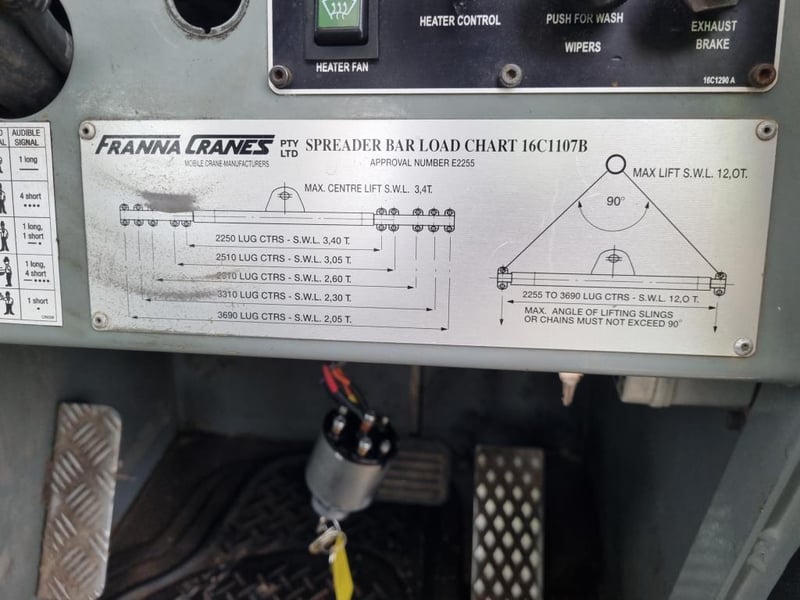 HEATER CONTROL
PUSH FOR WASH
WIPERS
EXHAUST
BRAKE
HEATER FAN
16C1290 A
AUDIBLE
SIGNAL
1 long
4 short
1 long,
1 short
1 long,
4 short
1 short
FRANNA CRANES PTY LTD
MOBILE CRANE MANUFACTURERS
SPREADER BAR LOAD CHART 16C1107B
APPROVAL NUMBER E2255
MAX. CENTRE LIFT S.W.L. 3,4T.
2250 LUG CTRS - S.W.L. 3,40 T.
2510 LUG CTRS - S.W.L. 3,05 T.
LUG CTRS - S.W.L. 2,60 T.
3310 LUG CTRS - S.W.L. 2,30 T.
3690 LUG CTRS - S.W.L. 2,05 T.
MAX LIFT S.W.L. 12,0T.
90°
2255 TO 3690 LUG CTRS - S.W.L. 12,0 T
MAX. ANGLE OF LIFTING SLINGS
OR CHAINS MUST NOT EXCEED 90°